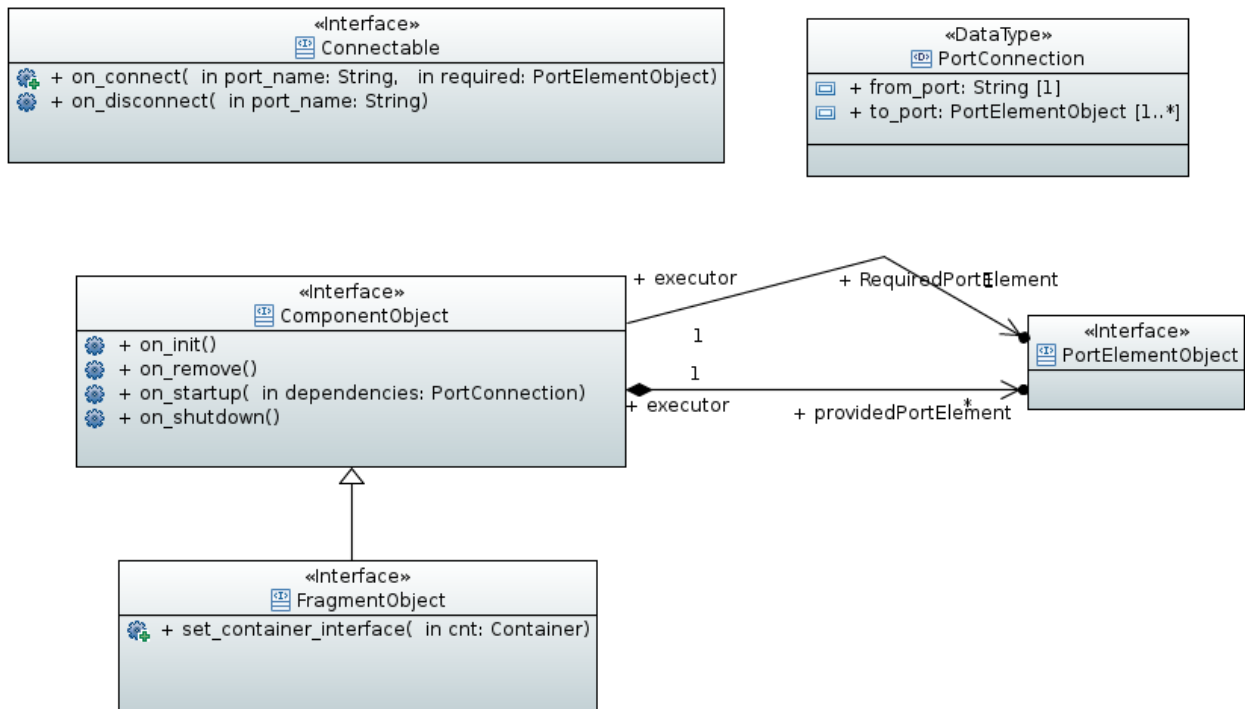 «Interface»
Connectable
+ on_connect( in port_name: String, in required: PortElementObject)
+ on_disconnect( in port_name: String)
«DataType»
PortConnection
+ from_port: String [1]
+ to_port: PortElementObject [1..*]
«Interface»
ComponentObject
+ on_init()
+ on_remove()
+ on_startup( in dependencies: PortConnection)
+ on_shutdown()
+ executor
+ RequiredPortElement
1
1
1
+ executor
+ providedPortElement
*
«Interface»
PortElementObject
«Interface»
FragmentObject
+ set_container_interface( in cnt: Container)